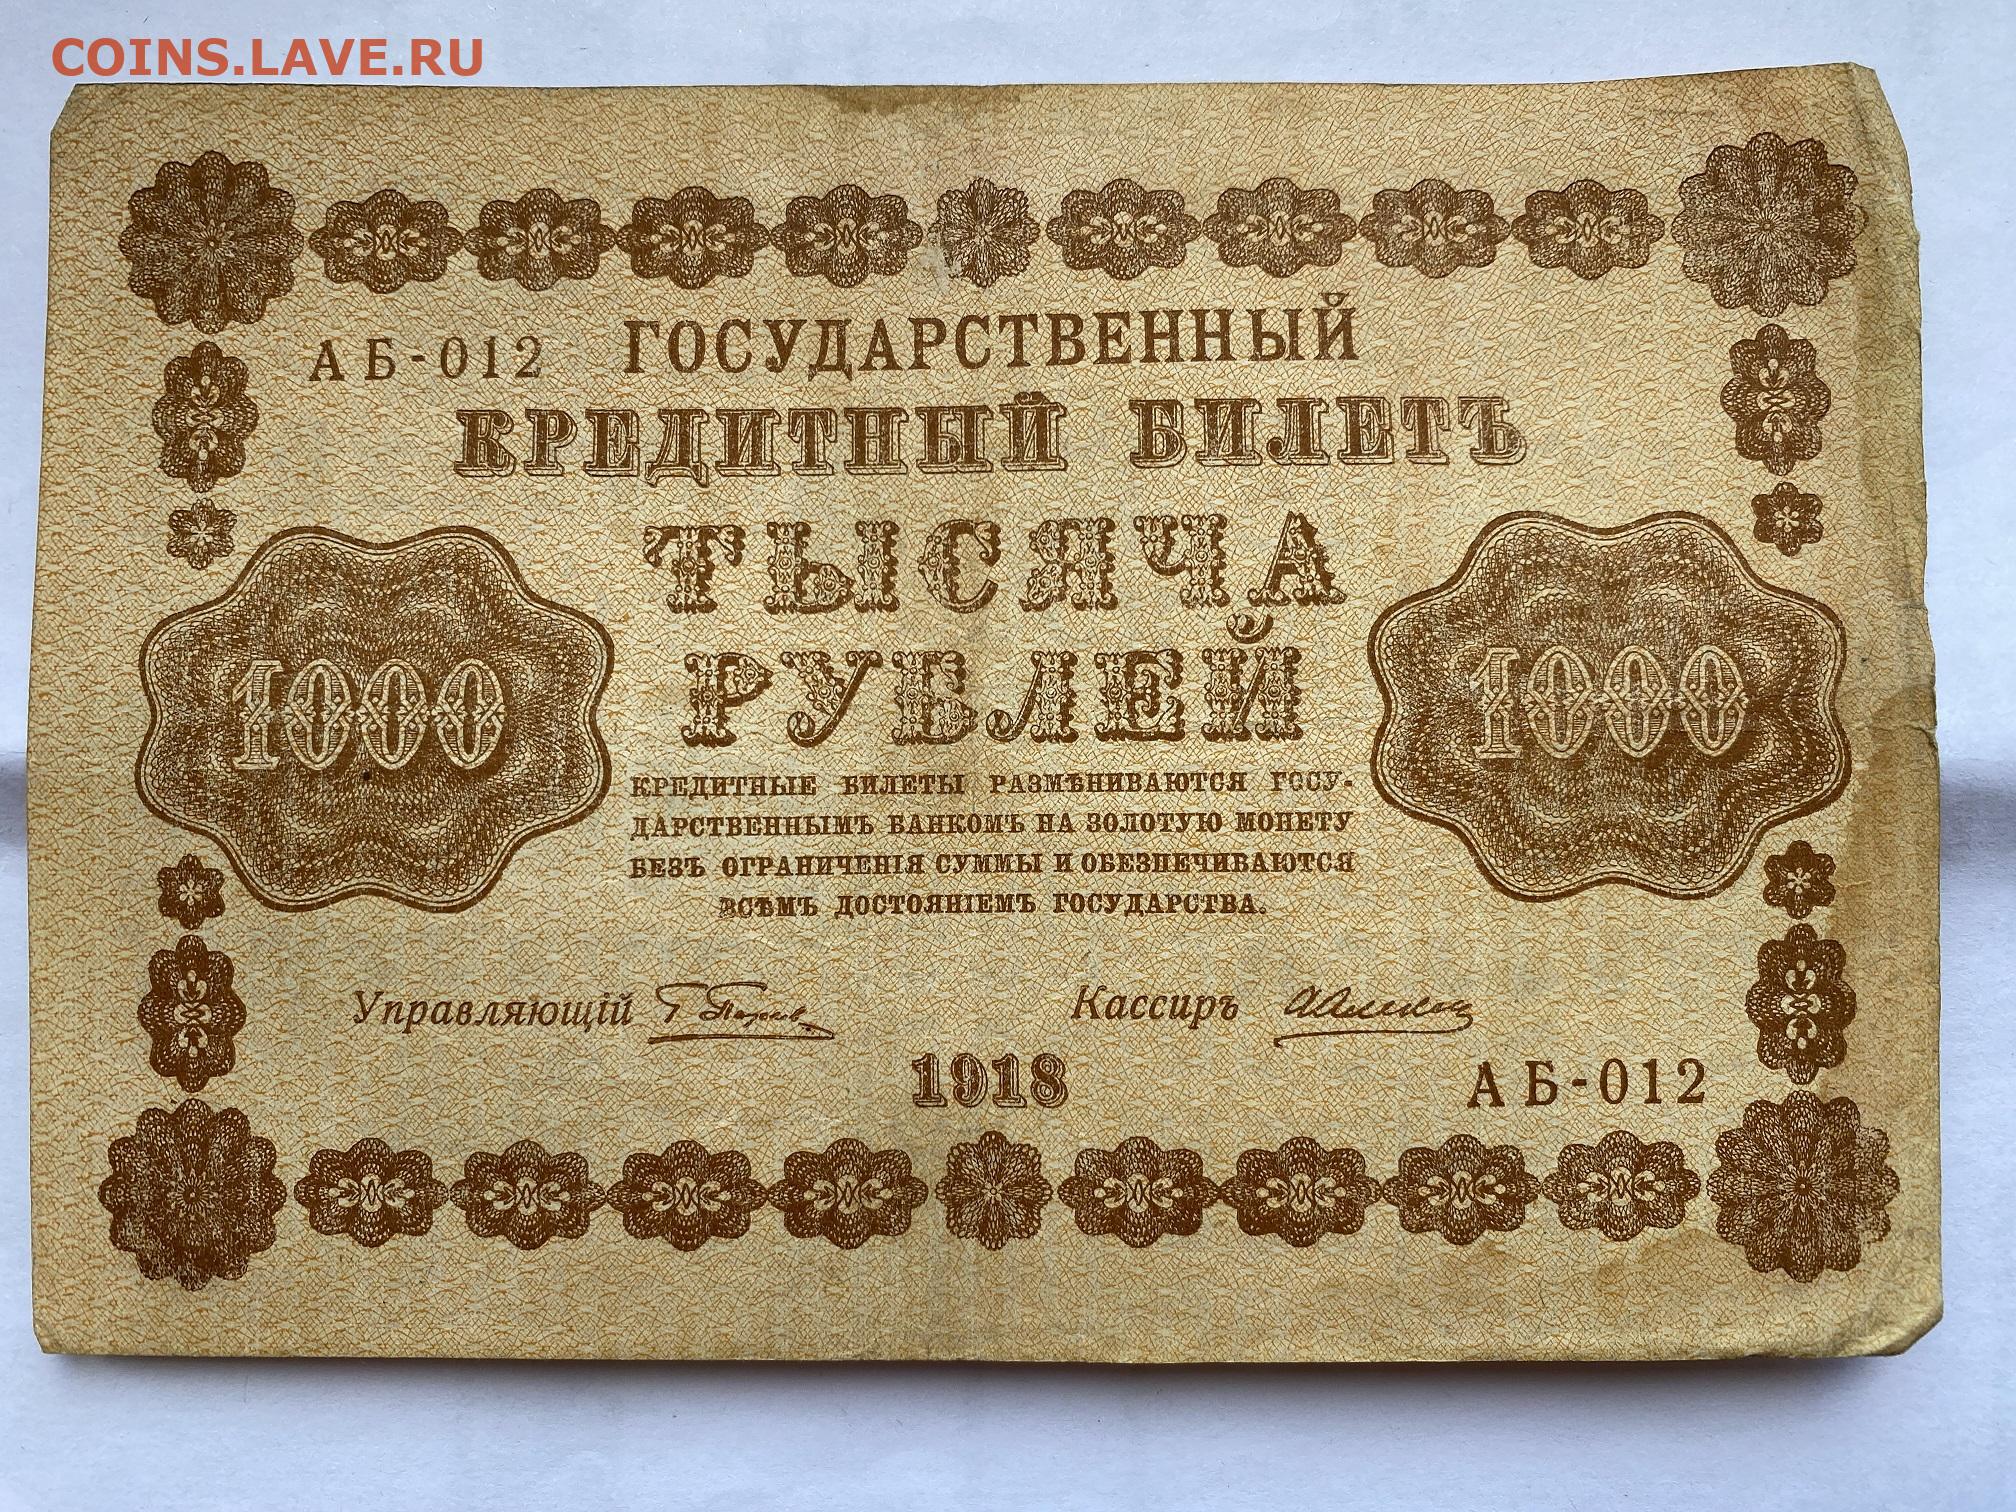 COINS.LAVE.RU
АБ-012 ГОСУДАРСТВЕННЫЙ
КРЕДИТНЫЙ БИЛЕТЪ
ТЫСЯЧА
РУБЛЕЙ
1000 1000
КРЕДИТНЫЕ БИЛЕТЫ РАЗМѢНИВАЮТСЯ ГОСУ-
ДАРСТВЕННЫМЪ БАНКОМЪ НА ЗОЛОТУЮ МОНЕТУ
БЕЗЪ ОГРАНИЧЕНІЯ СУММЫ И ОБЕЗПЕЧИВАЮТСЯ
ВСѢМЪ ДОСТОЯНІЕМЪ ГОСУДАРСТВА.
Управляющій Кассиръ
1918
АБ-012